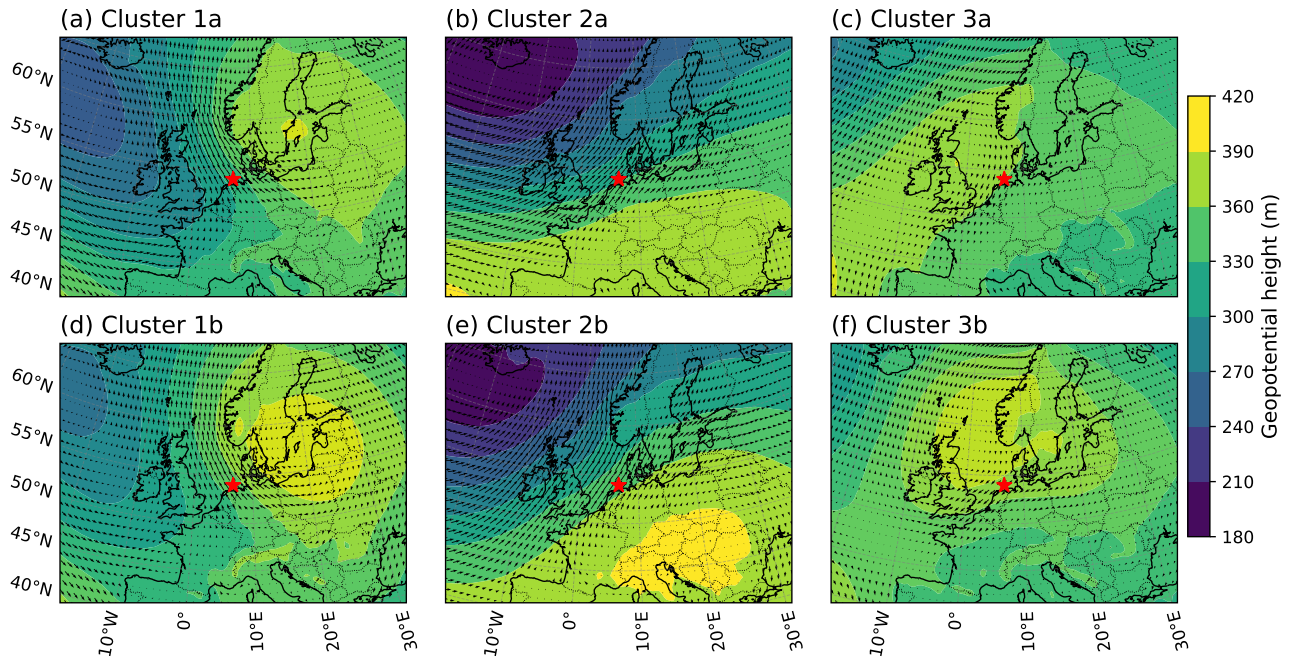 (a) Cluster 1a
(b) Cluster 2a
(c) Cluster 3a
60°N
55°N
50°N
45°N
40°N
(d) Cluster 1b
(e) Cluster 2b
(f) Cluster 3b
60°N
55°N
50°N
45°N
40°N
10°W
0°
10°E
20°E
30°E
10°W
0°
10°E
20°E
30°E
10°W
0°
10°E
20°E
30°E
420
390
360
330
300
270
240
210
180
Geopotential height (m)